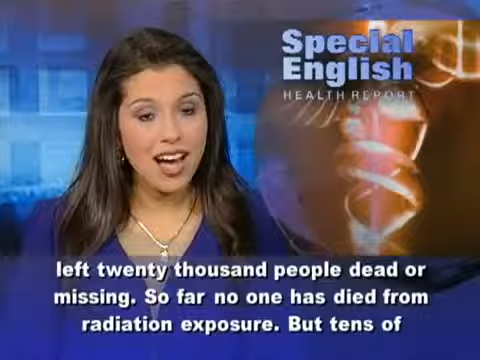 Special
English
HEALTH REPORT
left twenty thousand people dead or
missing. So far no one has died from
radiation exposure. But tens of